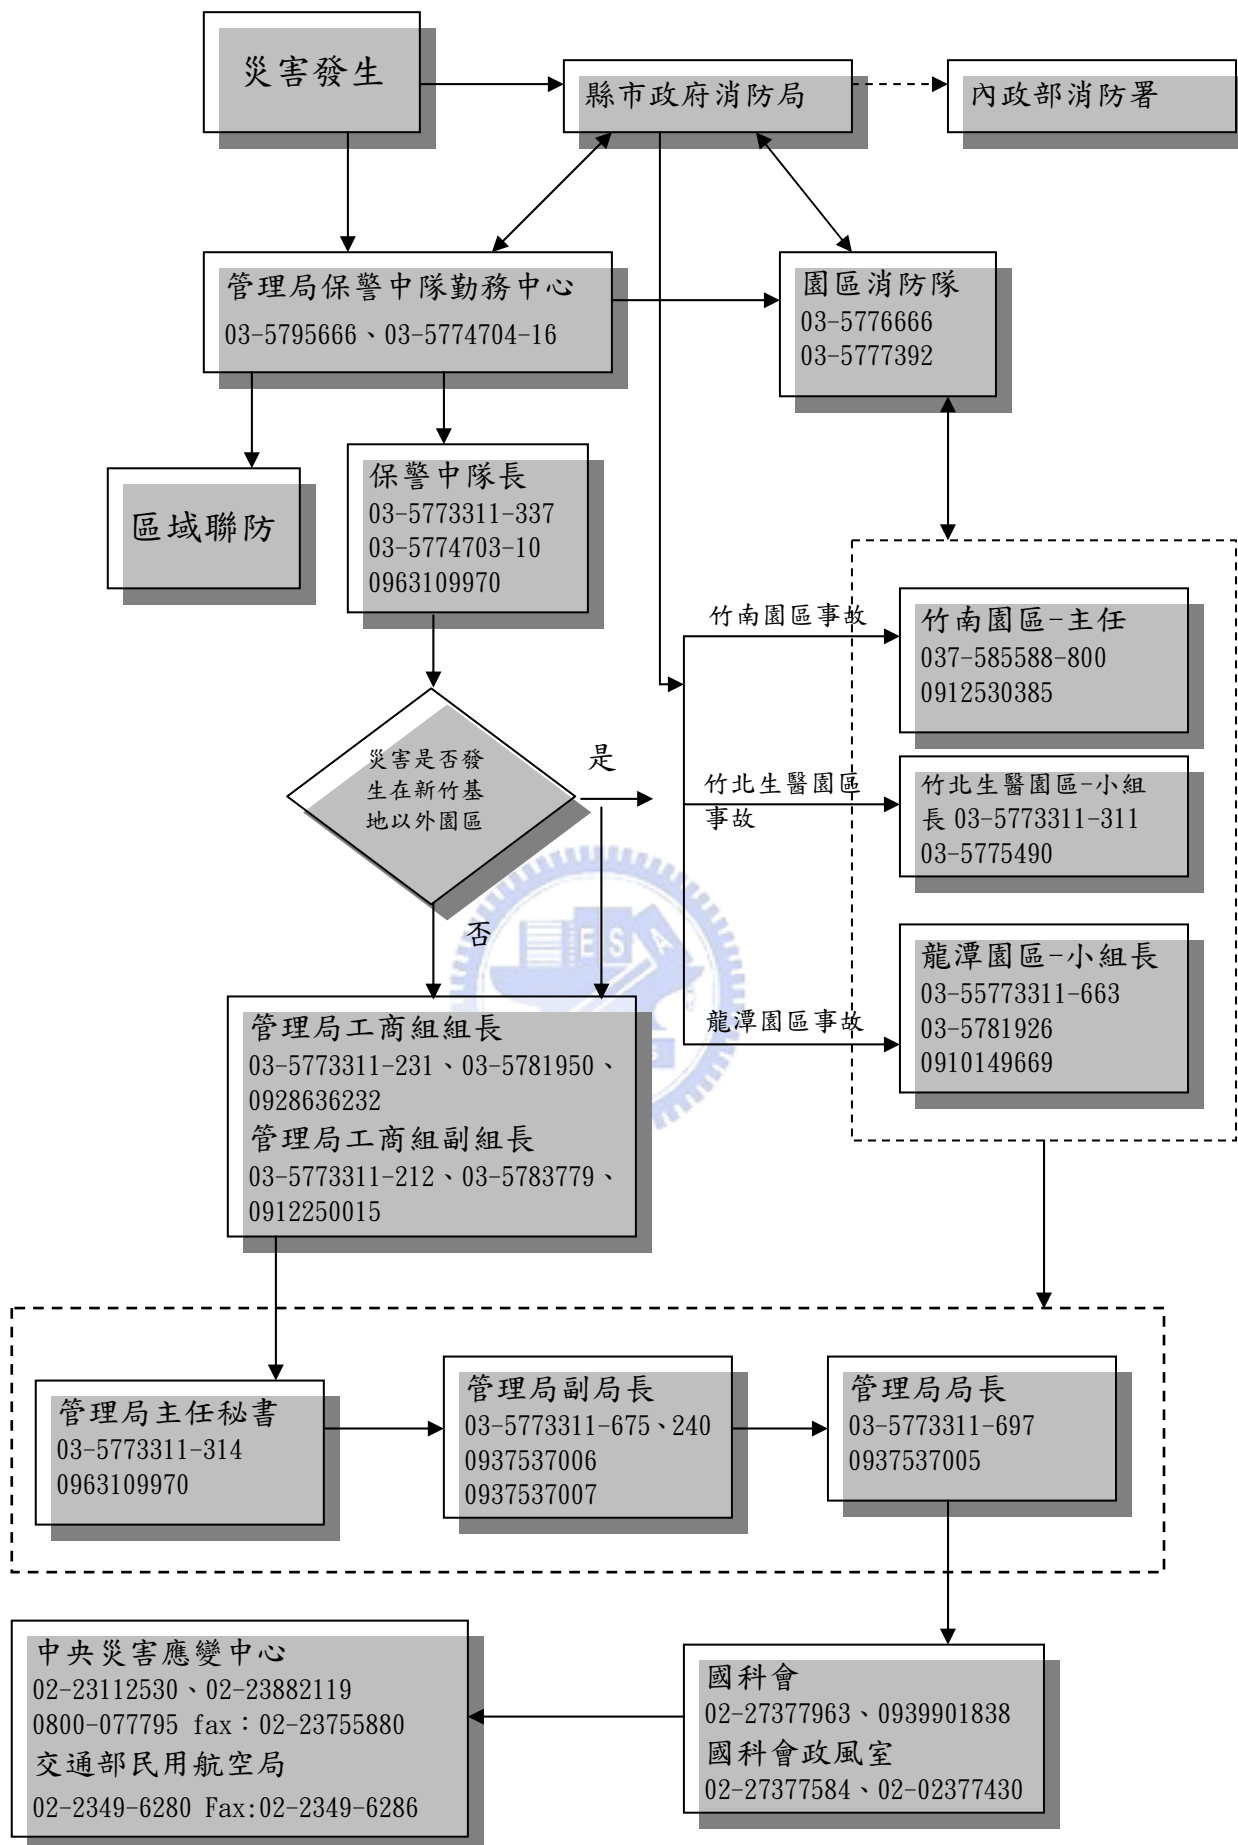 災害發生
縣市政府消防局
內政部消防署
管理局保警中隊勤務中心
03-5795666、03-5774704-16
園區消防隊
03-5776666
03-5777392
區域聯防
保警中隊長
03-5773311-337
03-5774703-10
0963109970
竹南園區事故
竹南園區-主任
037-585588-800
0912530385
災害是否發
生在新竹基
地以外園區
是
否
竹北生醫園區
事故
竹北生醫園區-小組
長 03-5773311-311
03-5775490
ESA
龍潭園區事故
龍潭園區-小組長
03-55773311-663
03-5781926
0910149669
管理局工商組組長
03-5773311-231、03-5781950、
0928636232
管理局工商組副組長
03-5773311-212、03-5783779、
0912250015
管理局主任秘書
03-5773311-314
0963109970
管理局副局長
03-5773311-675、240
0937537006
0937537007
管理局局長
03-5773311-697
0937537005
中央災害應變中心
02-23112530、02-23882119
0800-077795 fax：02-23755880
交通部民用航空局
02-2349-6280 Fax:02-2349-6286
國科會
02-27377963、0939901838
國科會政風室
02-27377584、02-02377430